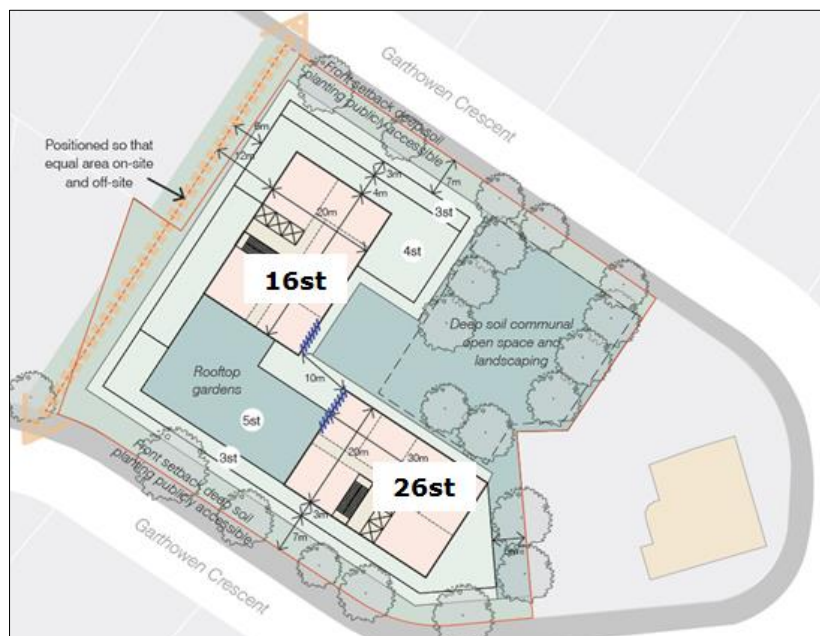 Garthowen Crescent
Front setback deep soil
planting publicly accessible
Positioned so that
equal area on-site
and off-site
6m
12m
3m
7m
4m
3st
20m
4st
16st
Deep soil communal
open space and
landscaping
Rooftop
gardens
10m
5st
3st
20m
30m
26st
3m
7m
Front setback deep soil
planting publicly accessible
Garthowen Crescent